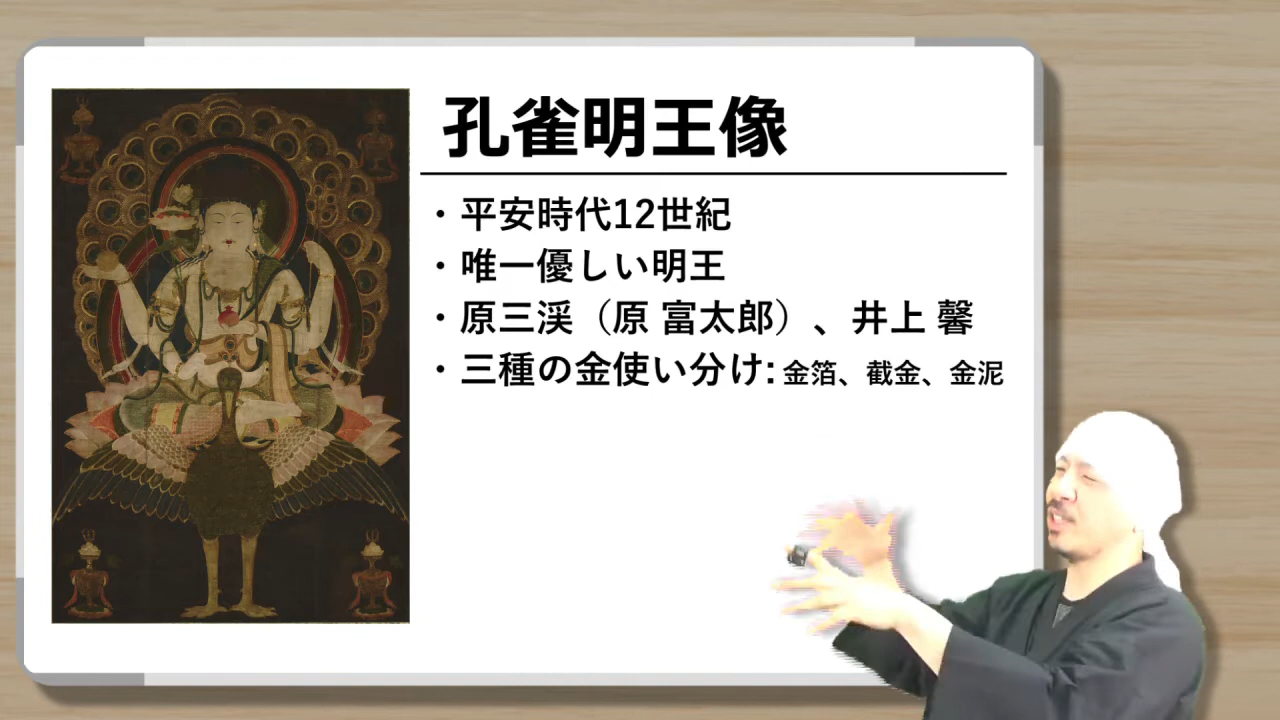 孔雀明王像
・平安時代12世紀
・唯一優しい明王
・原三渓（原 富太郎）、井上 馨
・三種の金使い分け: 金箔、截金、金泥